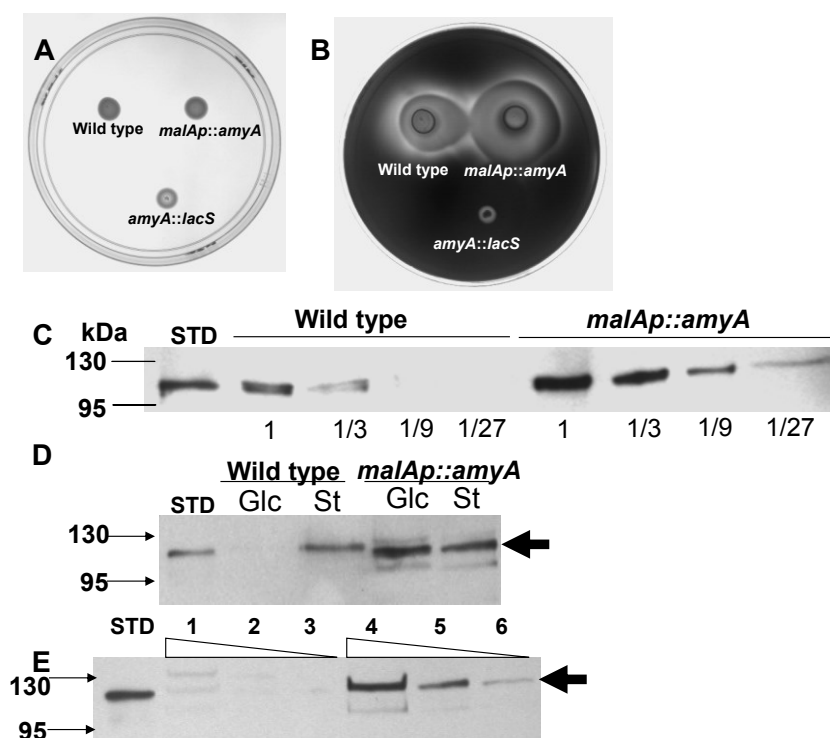 A
Wild type malAp::amyA
amyA::lacS
B
Wild type malAp::amyA
amyA::lacS
C
kDa STD Wild type malAp::amyA
130
95
1 1/3 1/9 1/27 1 1/3 1/9 1/27
D
Wild type malAp::amyA
STD Glc St Glc St
130
95
STD 1 2 3 4 5 6
E
130
95